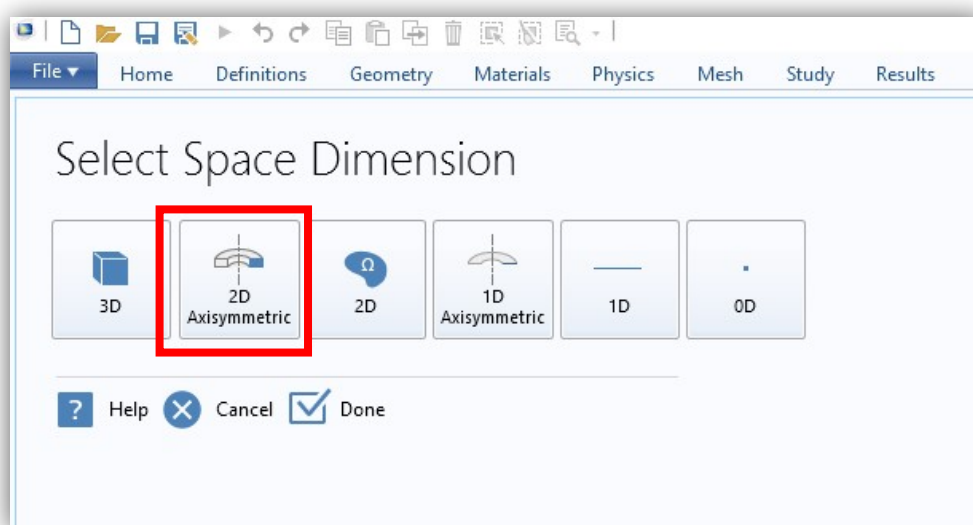 File Home Definitions Geometry Materials Physics Mesh Study Results
Select Space Dimension
Ω
3D
2D
Axisymmetric
2D
1D
Axisymmetric
1D
0D
? Help Cancel Done